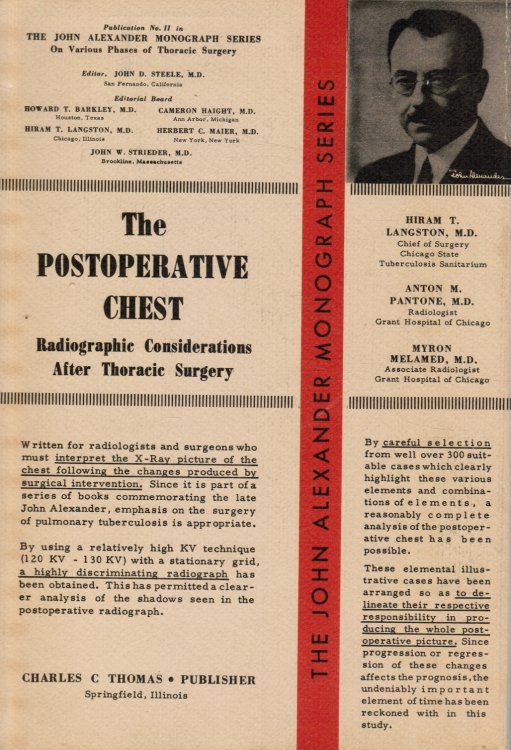 Publication No. II in
THE JOHN ALEXANDER MONOGRAPH SERIES
On Various Phases of Thoracic Surgery
Editor, JOHN D. STEELE, M.D.
San Fernando, California
Editorial Board
HOWARD T. BARKLEY, M.D.
Houston, Texas
CAMERON HAIGHT, M.D.
Ann Arbor, Michigan
HIRAM T. LANGSTON, M.D.
Chicago, Illinois
HERBERT C. MAIER, M.D.
New York, New York
JOHN W. STRIEDER, M.D.
Brookline, Massachusetts
The
POSTOPERATIVE
CHEST
Radiographic Considerations
After Thoracic Surgery
Written for radiologists and surgeons who
must interpret the X-Ray picture of the
chest following the changes produced by
surgical intervention. Since it is part of a
series of books commemorating the late
John Alexander, emphasis on the surgery
of pulmonary tuberculosis is appropriate.
By using a relatively high KV technique
(120 KV - 130 KV) with a stationary grid,
a highly discriminating radiograph has
been obtained. This has permitted a clear-
er analysis of the shadows seen in the
postoperative radiograph.
CHARLES C THOMAS • PUBLISHER
Springfield, Illinois
THE JOHN ALEXANDER MONOGRAPH SERIES
John Alexander
HIRAM T.
LANGSTON, M.D.
Chief of Surgery
Chicago State
Tuberculosis Sanitarium
ANTON M.
PANTONE, M.D.
Radiologist
Grant Hospital of Chicago
MYRON
MELAMED, M.D.
Associate Radiologist
Grant Hospital of Chicago
By careful selection
from well over 300 suit-
able cases which clearly
highlight these various
elements and combina-
tions of elements, a
reasonably complete
analysis of the postoper-
ative chest has been
possible.
These elemental illus-
trative cases have been
arranged so as to de-
lineate their respective
responsibility in pro-
ducing the whole post-
operative picture. Since
progression or regres-
sion of these changes
affects the prognosis, the
undeniably important
element of time has been
reckoned with in this
study.